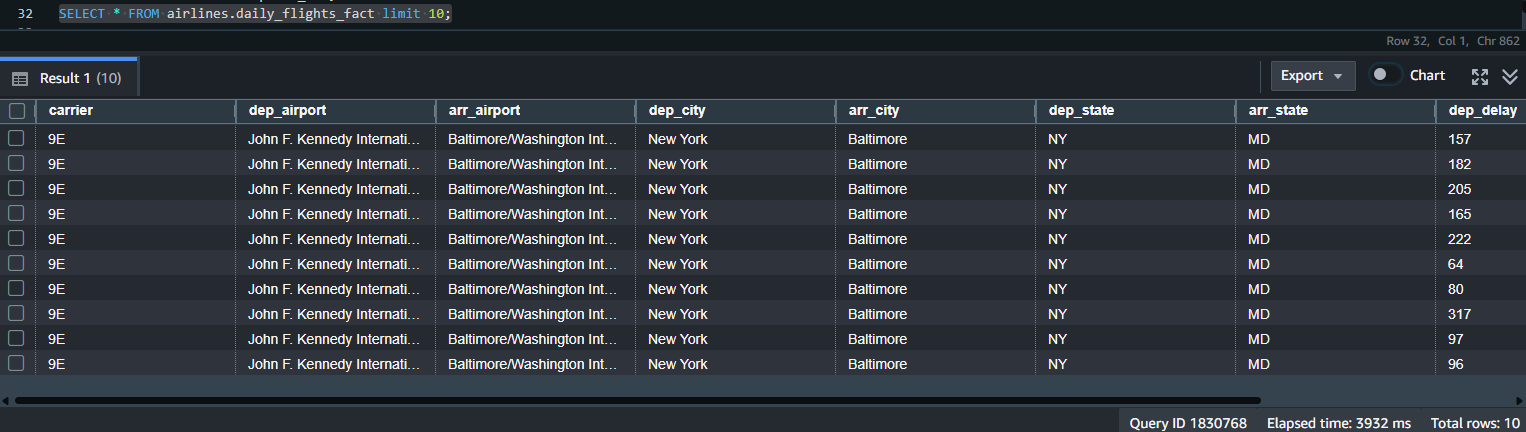 32 SELECT * FROM airlines.daily_flights_fact limit 10;
Row 32, Col 1, Chr 862
Result 1 (10) Export Chart
carrier dep_airport arr_airport dep_city arr_city dep_state arr_state dep_delay
9E John F. Kennedy Internati... Baltimore/Washington Int... New York Baltimore NY MD 157
9E John F. Kennedy Internati... Baltimore/Washington Int... New York Baltimore NY MD 182
9E John F. Kennedy Internati... Baltimore/Washington Int... New York Baltimore NY MD 205
9E John F. Kennedy Internati... Baltimore/Washington Int... New York Baltimore NY MD 165
9E John F. Kennedy Internati... Baltimore/Washington Int... New York Baltimore NY MD 222
9E John F. Kennedy Internati... Baltimore/Washington Int... New York Baltimore NY MD 64
9E John F. Kennedy Internati... Baltimore/Washington Int... New York Baltimore NY MD 80
9E John F. Kennedy Internati... Baltimore/Washington Int... New York Baltimore NY MD 317
9E John F. Kennedy Internati... Baltimore/Washington Int... New York Baltimore NY MD 97
9E John F. Kennedy Internati... Baltimore/Washington Int... New York Baltimore NY MD 96
Query ID 1830768 Elapsed time: 3932 ms Total rows: 10